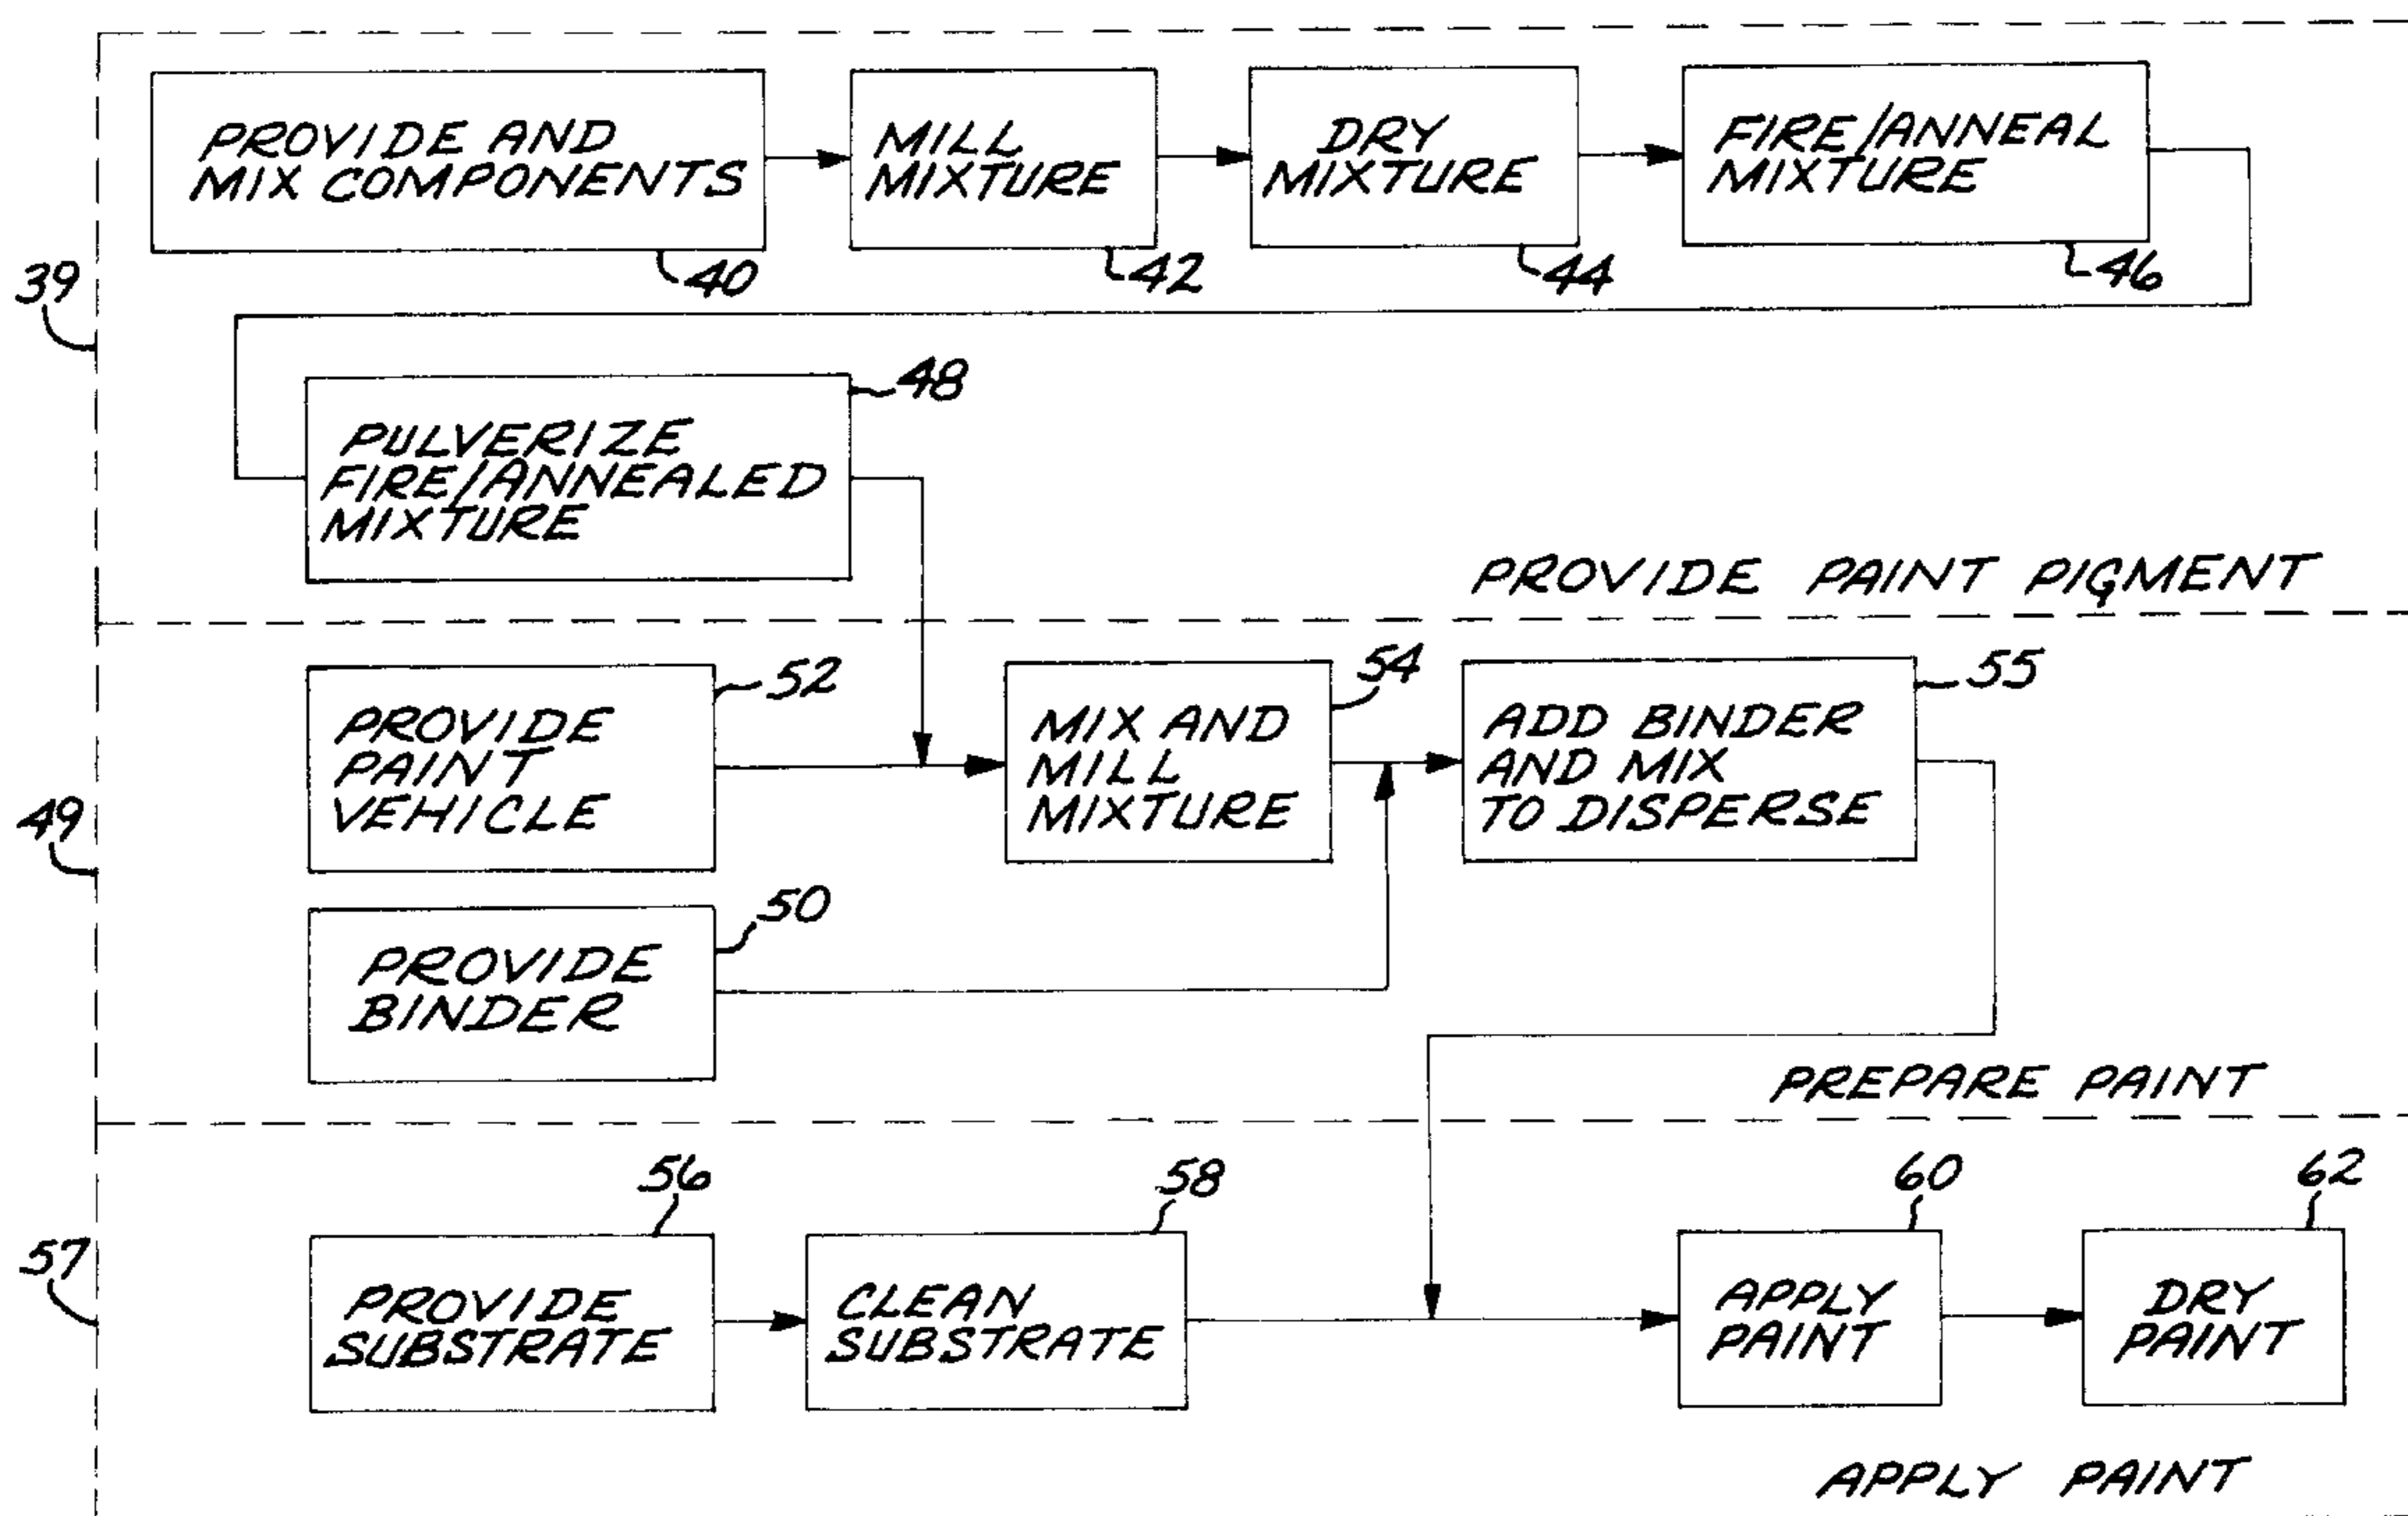 PROVIDE AND
MIX COMPONENTS
40
MILL
MIXTURE
42
DRY
MIXTURE
44
FIRE/ANNEAL
MIXTURE
46
39
PULVERIZE
FIRE/ANNEALED
MIXTURE
48
PROVIDE PAINT PIGMENT
PROVIDE
PAINT
VEHICLE
52
MIX AND
MILL
MIXTURE
54
ADD BINDER
AND MIX
TO DISPERSE
55
49
PROVIDE
BINDER
50
PREPARE PAINT
56
PROVIDE
SUBSTRATE
58
CLEAN
SUBSTRATE
60
APPLY
PAINT
62
DRY
PAINT
57
APPLY PAINT